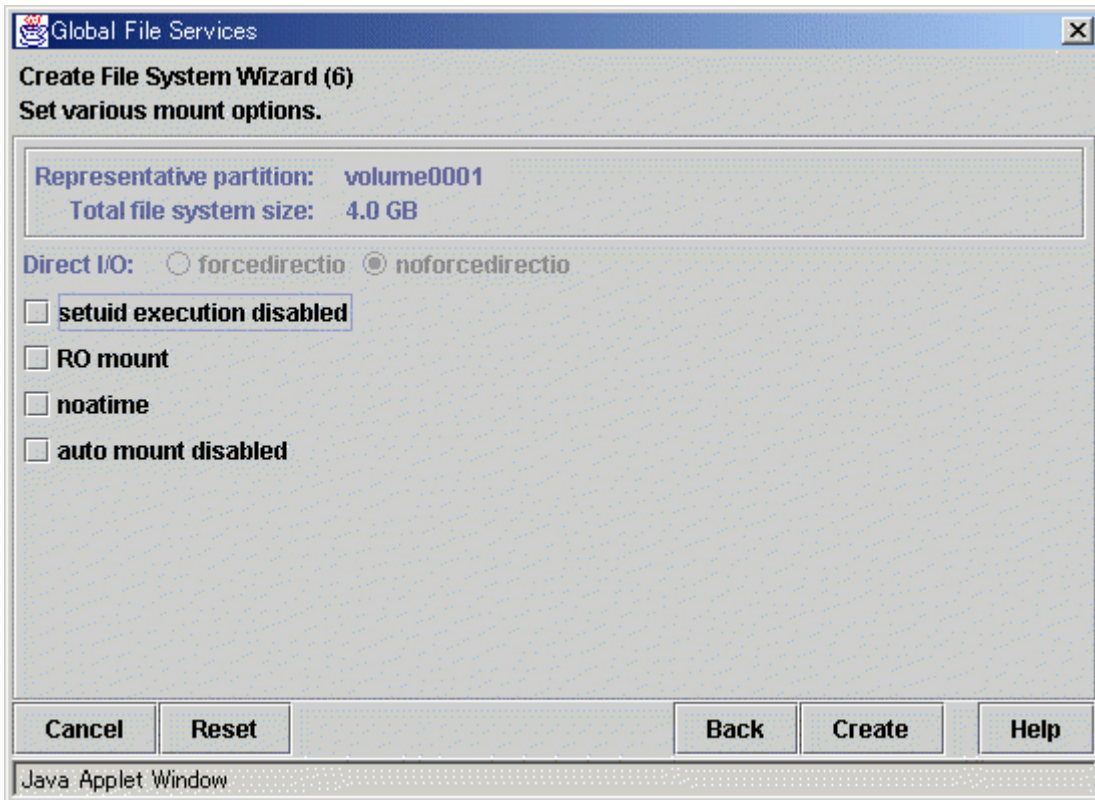 Global File Services
Create File System Wizard (6)
Set various mount options.
Representative partition: volume0001
Total file system size: 4.0 GB
Direct I/O: forcedirectio noforcedirectio
setuid execution disabled
RO mount
noatime
auto mount disabled
Cancel Reset Back Create Help
Java Applet Window